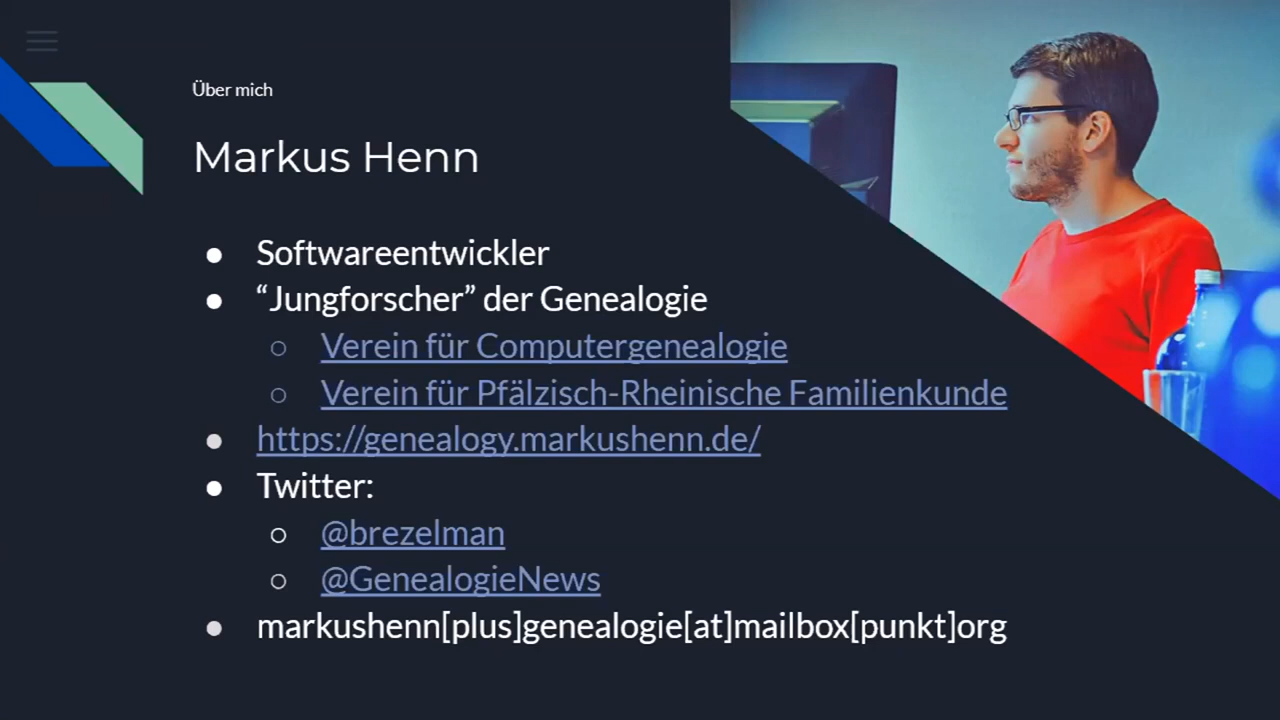 Über mich
Markus Henn
● Softwareentwickler
● “Jungforscher” der Genealogie
○ Verein für Computergenealogie
○ Verein für Pfälzisch-Rheinische Familienkunde
● https://genealogy.markushenn.de/
● Twitter:
○ @brezelman
○ @GenealogieNews
● markushenn[plus]genealogie[at]mailbox[punkt]org